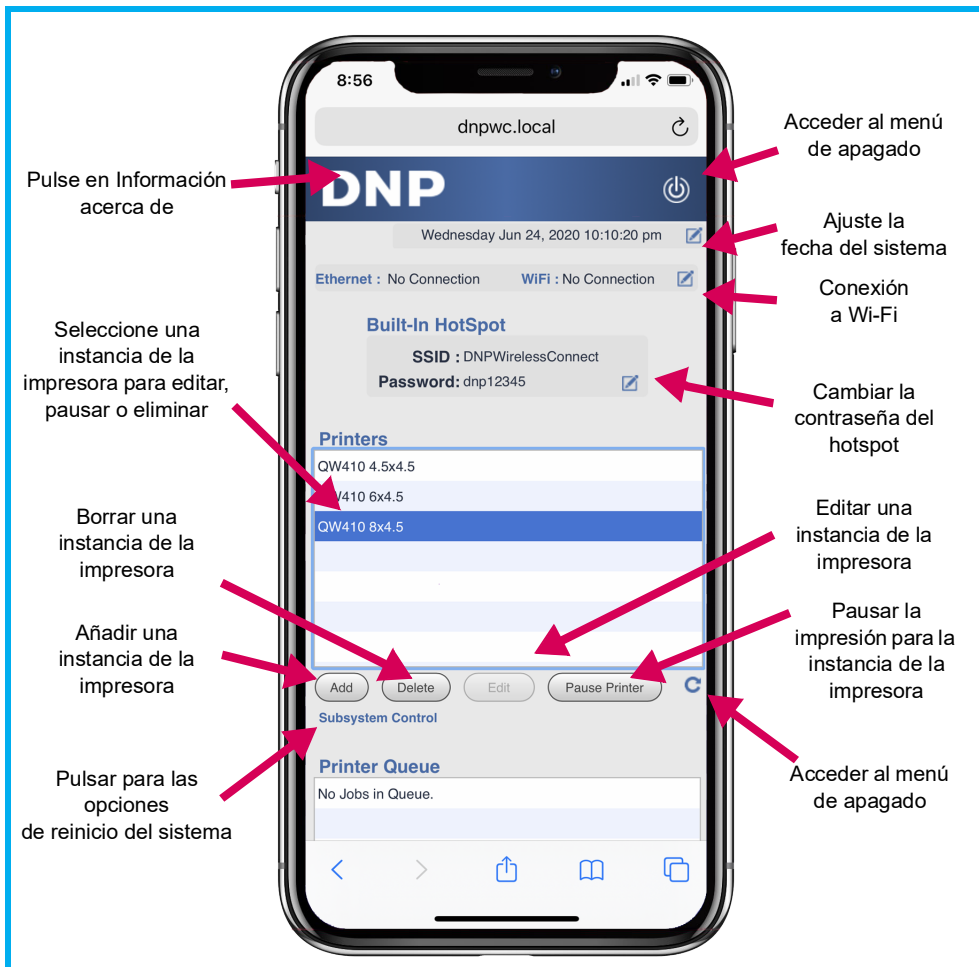 8:56
dnpwc.local
DNP
Wednesday Jun 24, 2020 10:10:20 pm
Ethernet : No Connection WiFi : No Connection
Built-In HotSpot
SSID : DNPWirelessConnect
Password: dnp12345
Printers
QW410 4.5x4.5
QW410 6x4.5
QW410 8x4.5
Add Delete Edit Pause Printer
Subsystem Control
Printer Queue
No Jobs in Queue.
Pulse en Información
acerca de
Seleccione una
instancia de la
impresora para editar,
pausar o eliminar
Borrar una
instancia de la
impresora
Añadir una
instancia de la
impresora
Pulsar para las
opciones
de reinicio del sistema
Acceder al menú
de apagado
Ajuste la
fecha del sistema
Conexión
a Wi-Fi
Cambiar la
contraseña del
hotspot
Editar una
instancia de la
impresora
Pausar la
impresión para la
instancia de la
impresora
Acceder al menú
de apagado